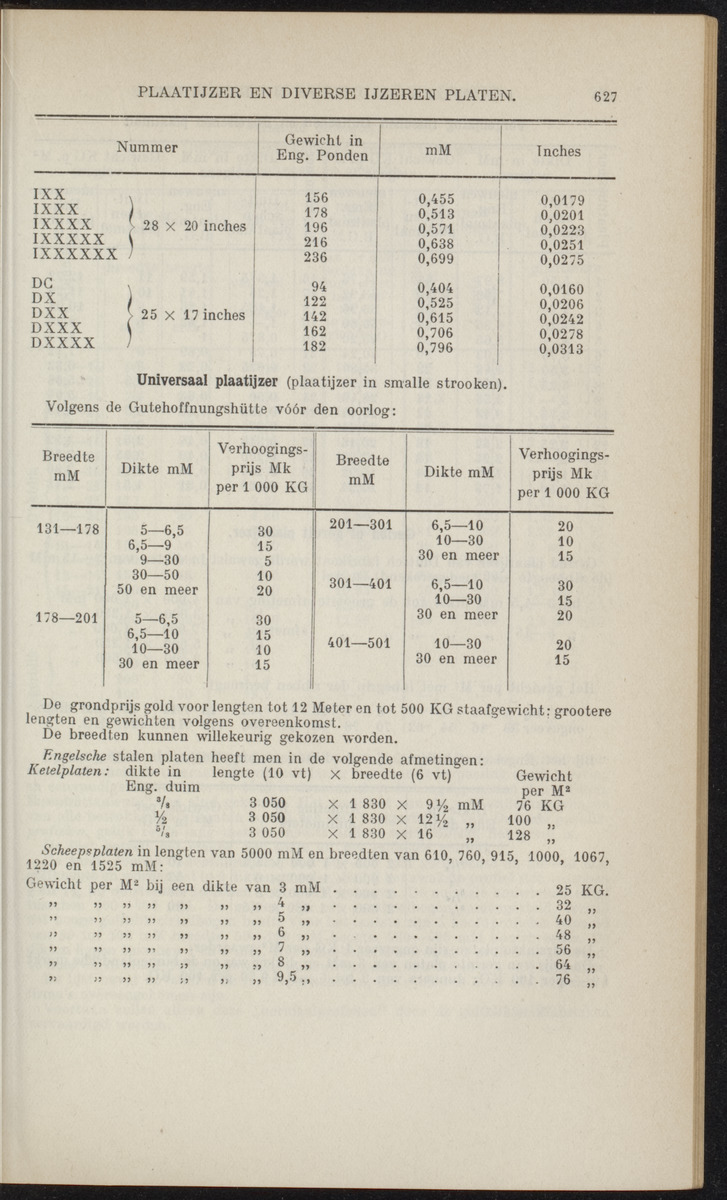 PLAATIJZER EN DIVERSE IJZEREN PLATEN. 627
Nummer Gewicht in Eng. Ponden mM Inches
IXX 156 0,455 0,0179
IXXX 178 0,513 0,0201
IXXXX 28 × 20 inches 196 0,571 0,0223
IXXXXX 216 0,638 0,0251
IXXXXXX 236 0,699 0,0275
DC 94 0,404 0,0160
DX 122 0,525 0,0206
DXX 25 × 17 inches 142 0,615 0,0242
DXXX 162 0,706 0,0278
DXXXX 182 0,796 0,0313
Universaal plaatijzer (plaatijzer in smalle strooken).
Volgens de Gutehoffnungshütte vóór den oorlog:
Breedte mM Dikte mM Verhoogings-prijs Mk per 1 000 KG Breedte mM Dikte mM Verhoogings-prijs Mk per 1 000 KG
131—178 5—6,5 30 201—301 6,5—10 20
6,5—9 15 10—30 10
9—30 5 30 en meer 15
30—50 10 301—401 6,5—10 30
50 en meer 20 10—30 15
178—201 5—6,5 30 30 en meer 20
6,5—10 15
10—30 10 401—501 10—30 20
30 en meer 15 30 en meer 15
De grondprijs gold voor lengten tot 12 Meter en tot 500 KG staafgewicht: grootere
lengten en gewichten volgens overeenkomst.
De breedten kunnen willekeurig gekozen worden.
Engelsche stalen platen heeft men in de volgende afmetingen:
Ketelplaten: dikte in lengte (10 vt) × breedte (6 vt) Gewicht
Eng. duim per M²
3/8 3 050 × 1 830 × 9½ mM 76 KG
½ 3 050 × 1 830 × 12½ „ 100 „
5/8 3 050 × 1 830 × 16 „ 128 „
Scheepsplaten in lengten van 5000 mM en breedten van 610, 760, 915, 1000, 1067,
1220 en 1525 mM:
Gewicht per M² bij een dikte van 3 mM . . . . . . . . . . . 25 KG.
„ „ „ „ „ „ „ 4 „ . . . . . . . . . . . 32 „
„ „ „ „ „ „ „ 5 „ . . . . . . . . . . . 40 „
„ „ „ „ „ „ „ 6 „ . . . . . . . . . . . 48 „
„ „ „ „ „ „ „ 7 „ . . . . . . . . . . . 56 „
„ „ „ „ „ „ „ 8 „ . . . . . . . . . . . 64 „
„ „ „ „ „ „ „ 9,5 „ . . . . . . . . . . . 76 „